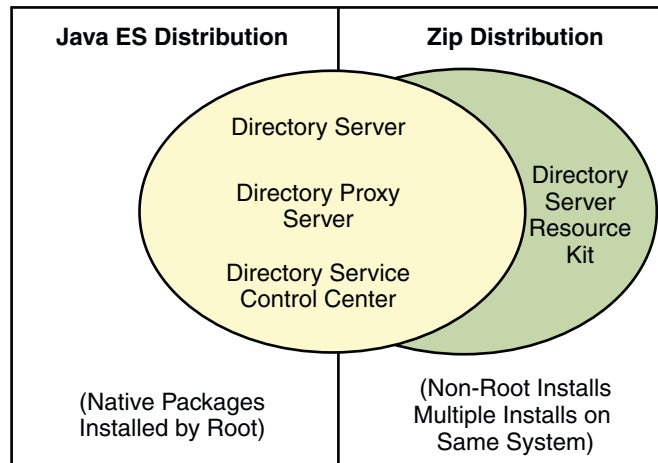 Java ES Distribution
Zip Distribution
Directory Server
Directory Proxy
Server
Directory Service
Control Center
Directory
Server
Resource
Kit
(Native Packages
Installed by Root)
(Non-Root Installs
Multiple Installs on
Same System)